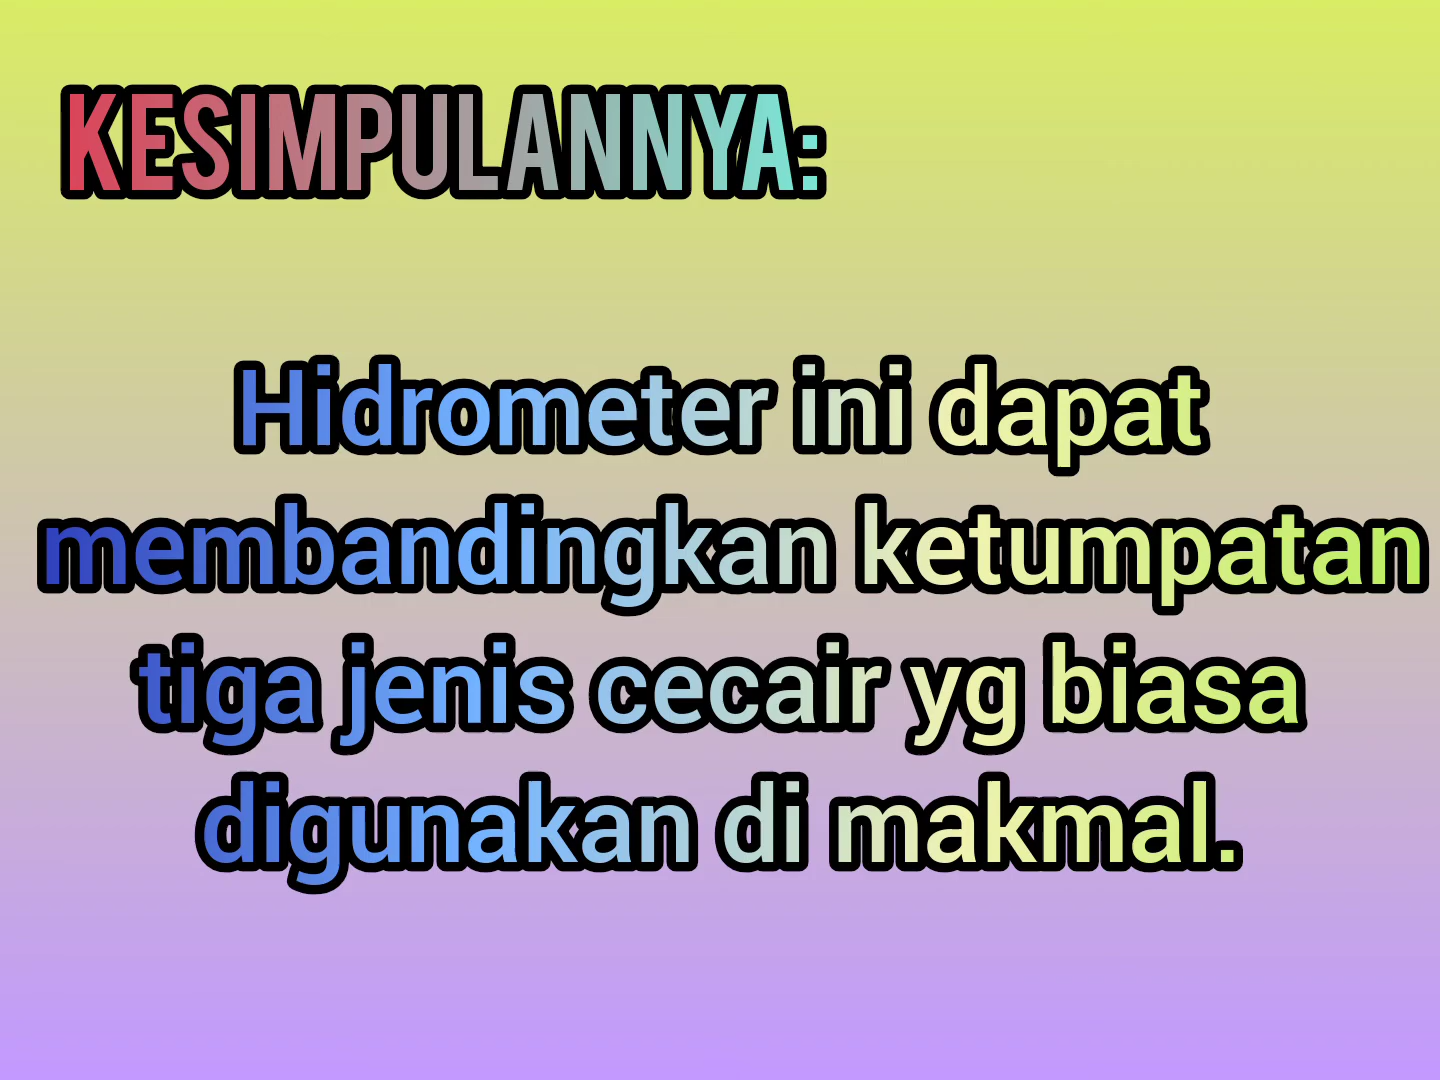 KESIMPULANNYA:
Hidrometer ini dapat
membandingkan ketumpatan
tiga jenis cecair yg biasa
digunakan di makmal.